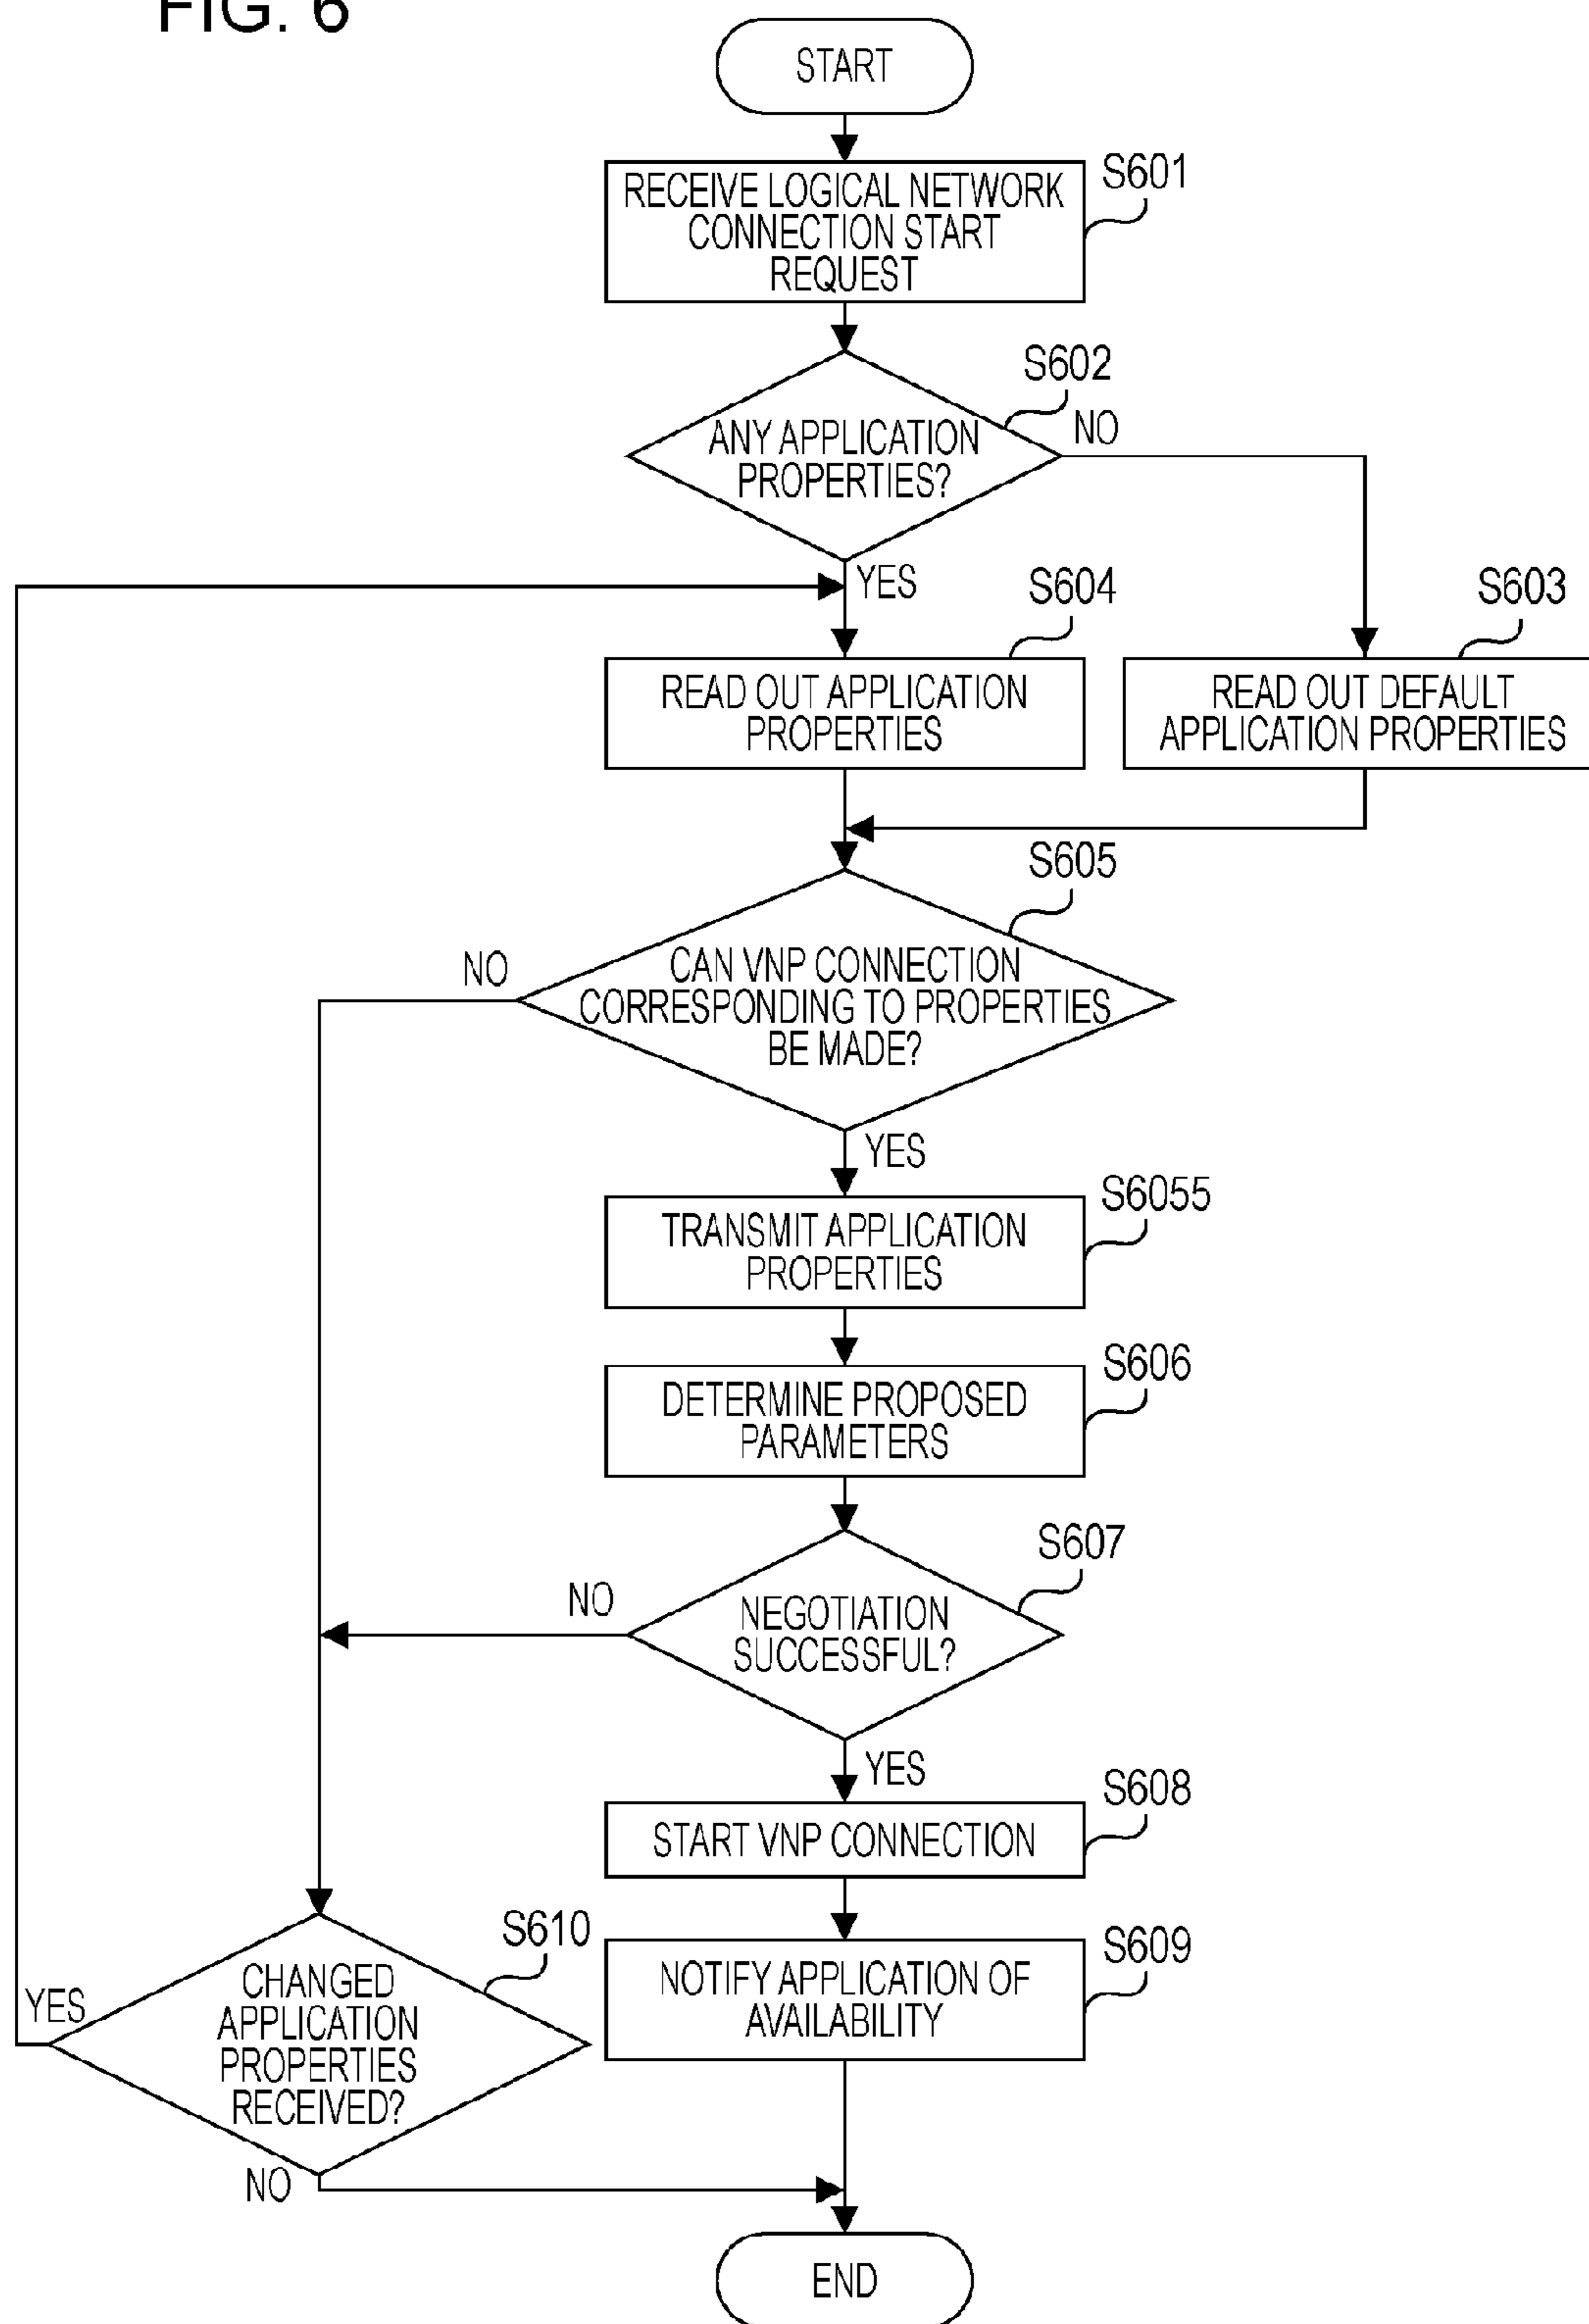 FIG. 6
START
S601
RECEIVE LOGICAL NETWORK
CONNECTION START
REQUEST
S602
ANY APPLICATION
PROPERTIES?
NO
YES
S604
S603
READ OUT APPLICATION
PROPERTIES
READ OUT DEFAULT
APPLICATION PROPERTIES
S605
NO
CAN VNP CONNECTION
CORRESPONDING TO PROPERTIES
BE MADE?
YES
S6055
TRANSMIT APPLICATION
PROPERTIES
S606
DETERMINE PROPOSED
PARAMETERS
S607
NO
NEGOTIATION
SUCCESSFUL?
YES
S608
START VNP CONNECTION
S610
S609
CHANGED
APPLICATION
PROPERTIES
RECEIVED?
YES
NOTIFY APPLICATION OF
AVAILABILITY
NO
END